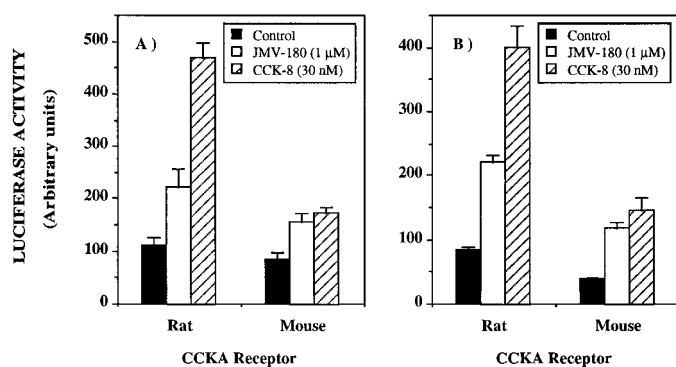 LUCIFERASE ACTIVITY
(Arbitrary units)
A )
Control
JMV-180 (1 µM)
CCK-8 (30 nM)
500
400
300
200
100
0
Rat
Mouse
CCKA Receptor
B )
Control
JMV-180 (1 µM)
CCK-8 (30 nM)
400
300
200
100
0
Rat
Mouse
CCKA Receptor